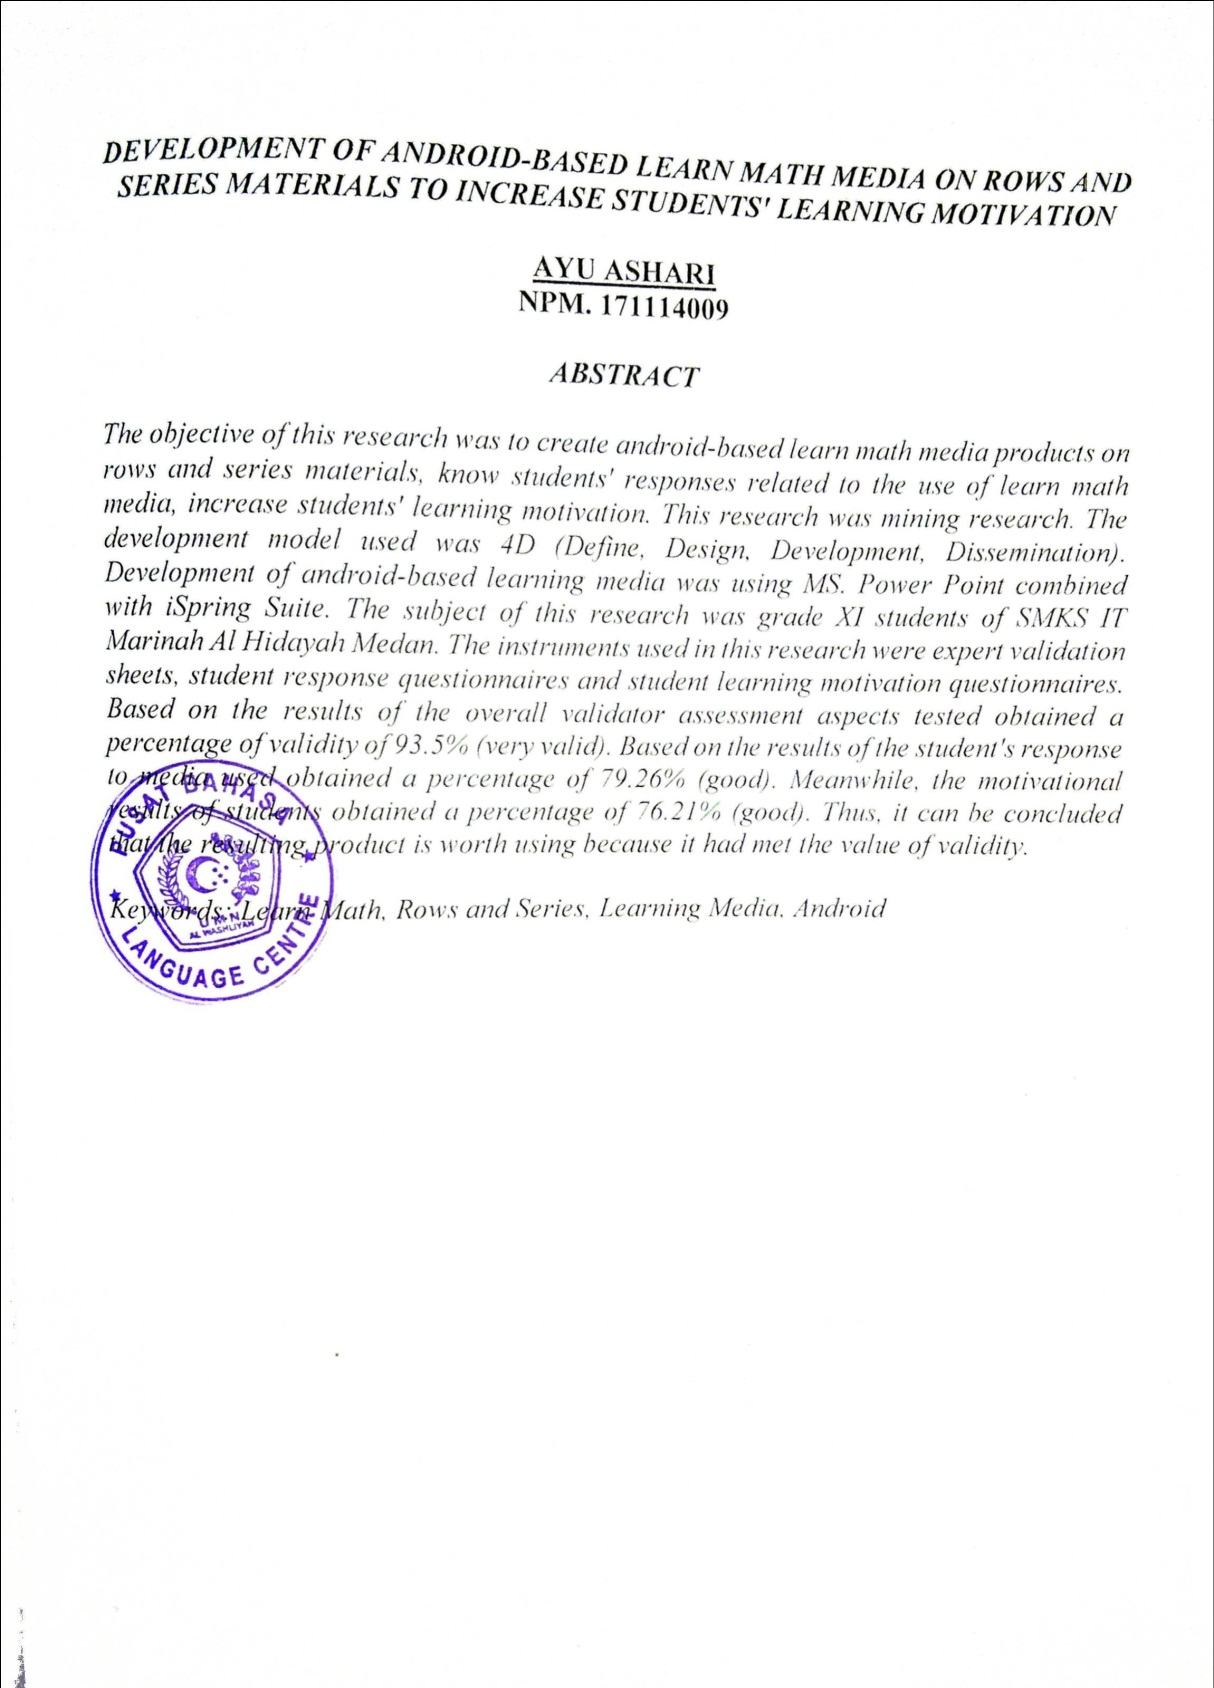 DEVELOPMENT OF ANDROID-BASED LEARN MATH MEDIA ON ROWS AND
SERIES MATERIALS TO INCREASE STUDENTS' LEARNING MOTIVATION
AYU ASHARI
NPM. 171114009
ABSTRACT
The objective of this research was to create android-based learn math media products on
rows and series materials, know students' responses related to the use of learn math
media, increase students' learning motivation. This research was mining research. The
development model used was 4D (Define, Design, Development, Dissemination).
Development of android-based learning media was using MS. Power Point combined
with iSpring Suite. The subject of this research was grade XI students of SMKS IT
Marinah Al Hidayah Medan. The instruments used in this research were expert validation
sheets, student response questionnaires and student learning motivation questionnaires.
Based on the results of the overall validator assessment aspects tested obtained a
percentage of validity of 93.5% (very valid). Based on the results of the student's response
to media used obtained a percentage of 79.26% (good). Meanwhile, the motivational
results of students obtained a percentage of 76.21% (good). Thus, it can be concluded
that the resulting product is worth using because it had met the value of validity.
Keywords: Learn Math, Rows and Series, Learning Media, Android
PUSAT BAHASA
UMN
AL WASHLIYAH
LANGUAGE CENTRE